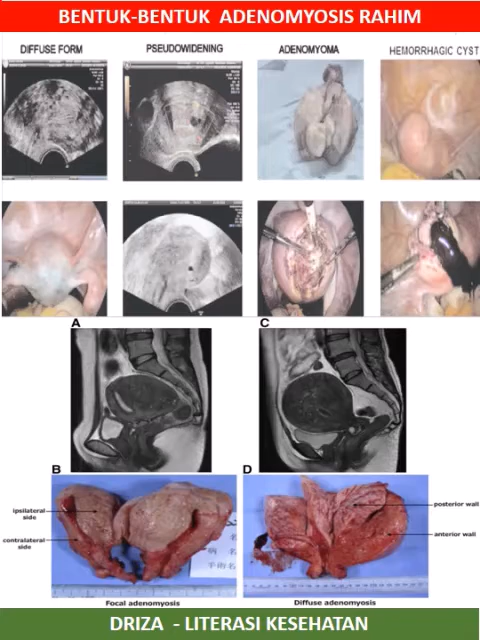 BENTUK-BENTUK ADENOMYOSIS RAHIM
DIFFUSE FORM
PSEUDOWIDENING
ADENOMYOMA
HEMORRHAGIC CYST
A
C
B
D
ipsilateral
side
contralateral
side
posterior wall
anterior wall
Focal adenomyosis
Diffuse adenomyosis
DRIZA - LITERASI KESEHATAN